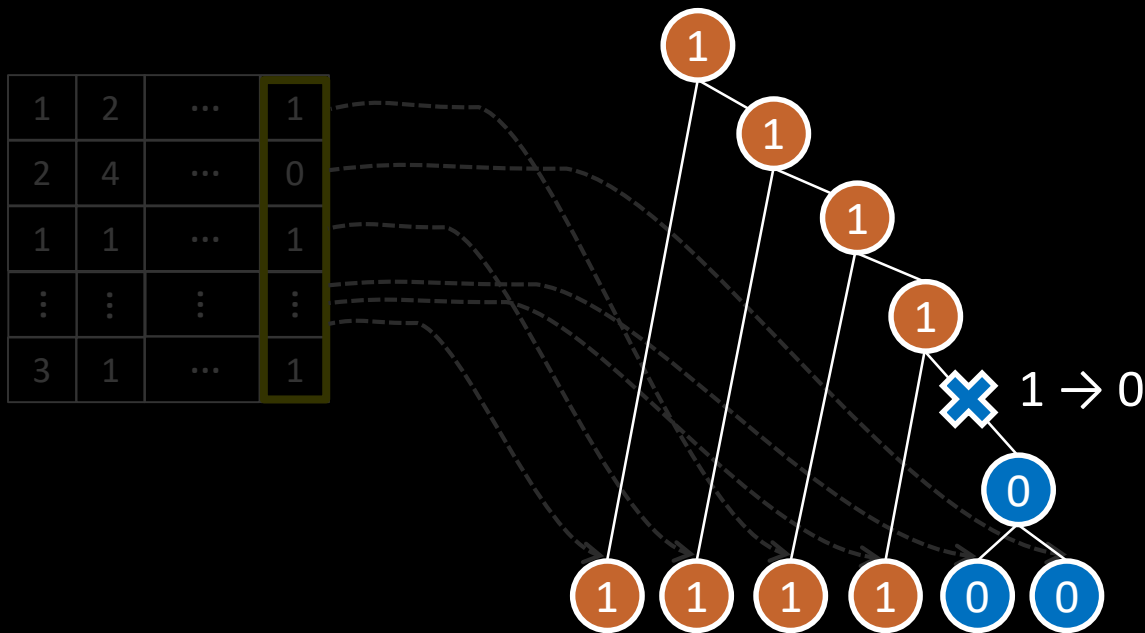 1
1
1 2 ... 1
2 4 ... 0
1
1 1 ... 1
⋮ ⋮ ⋮ ⋮
1
3 1 ... 1
1 → 0
0
1 1 1 1 0 0